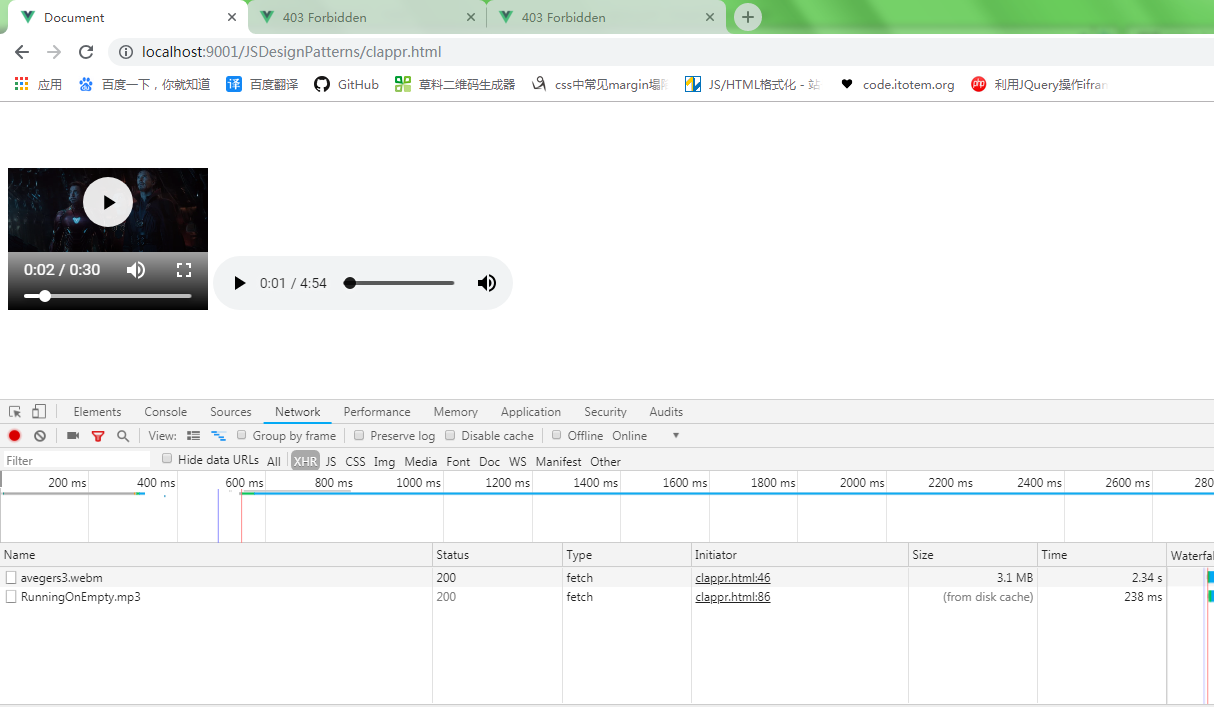 Document 403 Forbidden 403 Forbidden
localhost:9001/JSDesignPatterns/clappr.html
应用 百度一下，你就知道 译 百度翻译 GitHub 草料二维码生成器 css中常见margin塌 JS/HTML格式化 - 站 code.itotem.org php 利用JQuery操作ifran
0:02 / 0:30
0:01 / 4:54
Elements Console Sources Network Performance Memory Application Security Audits
View: Group by frame Preserve log Disable cache Offline Online
Filter Hide data URLs All XHR JS CSS Img Media Font Doc WS Manifest Other
200 ms 400 ms 600 ms 800 ms 1000 ms 1200 ms 1400 ms 1600 ms 1800 ms 2000 ms 2200 ms 2400 ms 2600 ms 280
Name Status Type Initiator Size Time Waterfal
avegers3.webm 200 fetch clappr.html:46 3.1 MB 2.34 s
RunningOnEmpty.mp3 200 fetch clappr.html:86 (from disk cache) 238 ms